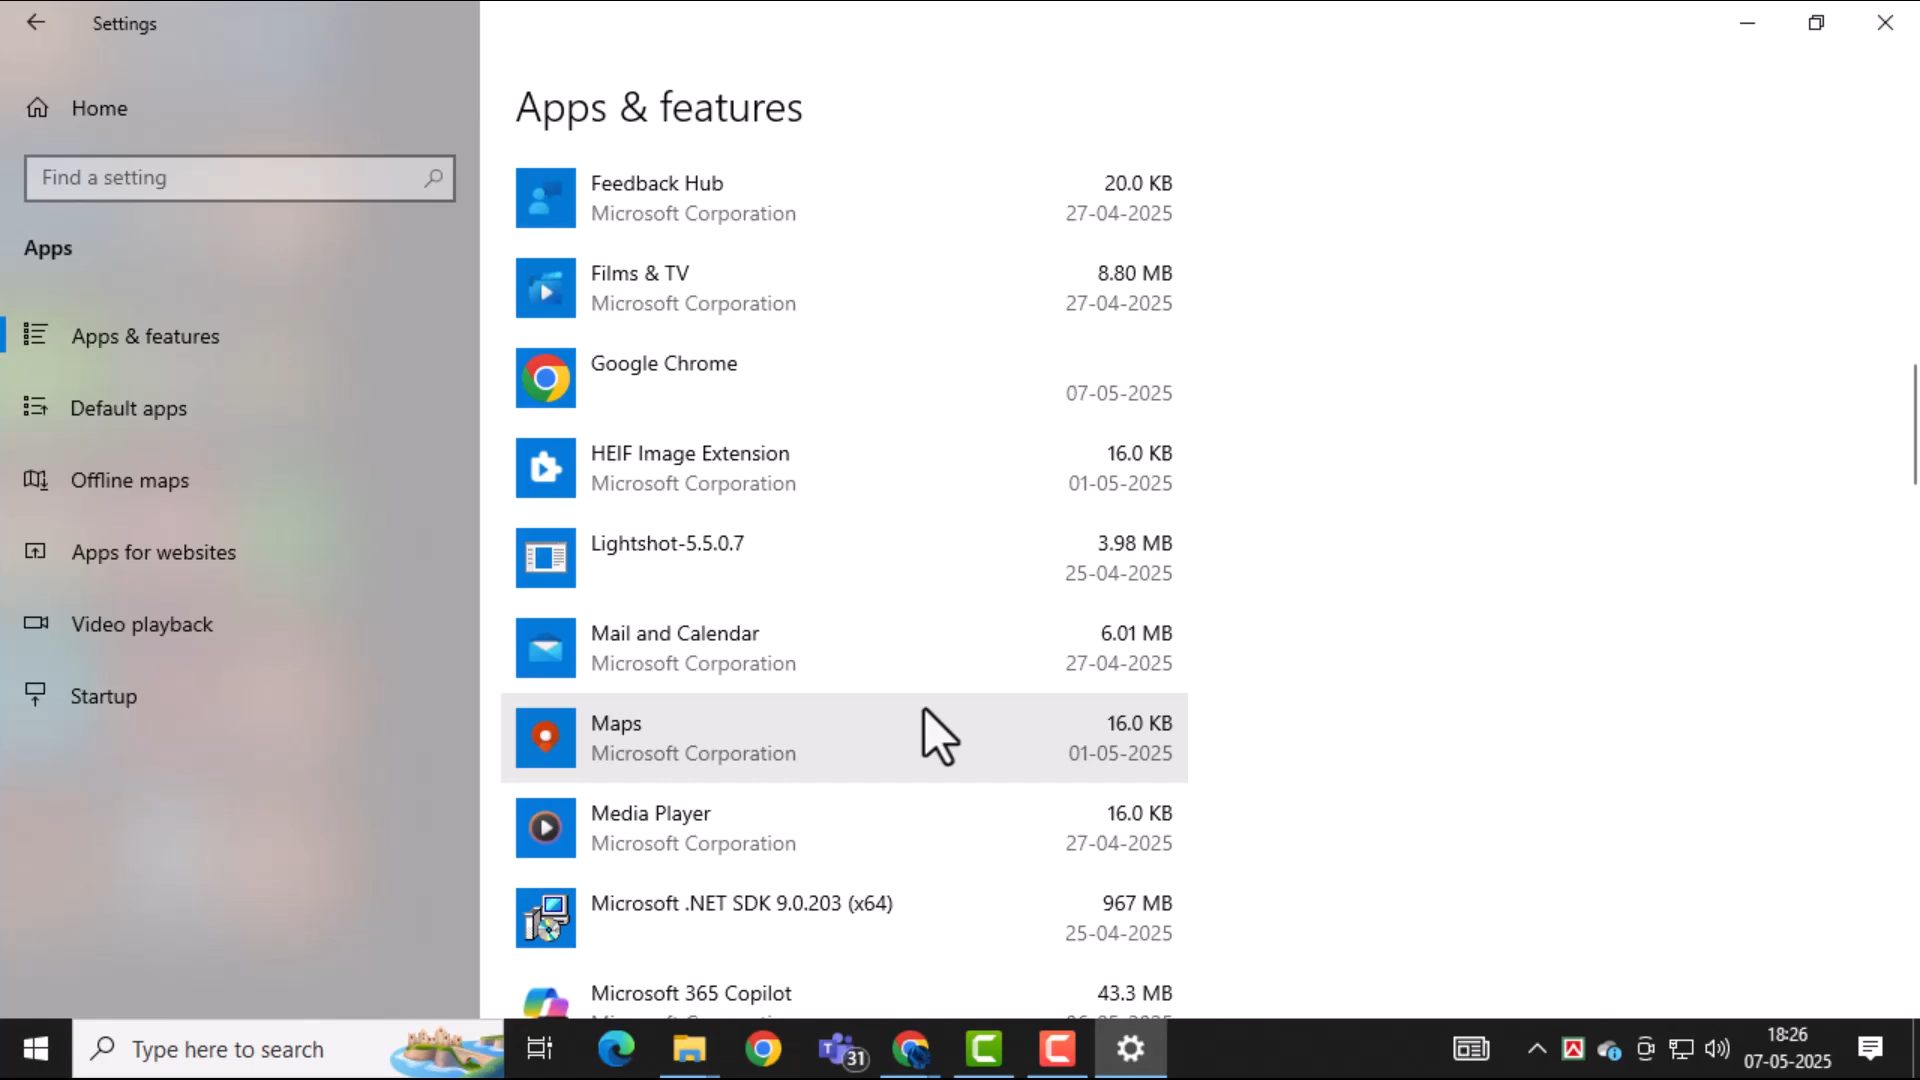 Settings
Home
Find a setting
Apps
Apps & features
Default apps
Offline maps
Apps for websites
Video playback
Startup
Apps & features
Feedback Hub 20.0 KB
Microsoft Corporation 27-04-2025
Films & TV 8.80 MB
Microsoft Corporation 27-04-2025
Google Chrome
07-05-2025
HEIF Image Extension 16.0 KB
Microsoft Corporation 01-05-2025
Lightshot-5.5.0.7 3.98 MB
25-04-2025
Mail and Calendar 6.01 MB
Microsoft Corporation 27-04-2025
Maps 16.0 KB
Microsoft Corporation 01-05-2025
Media Player 16.0 KB
Microsoft Corporation 27-04-2025
Microsoft .NET SDK 9.0.203 (x64) 967 MB
25-04-2025
Microsoft 365 Copilot 43.3 MB
Type here to search
31
18:26
07-05-2025